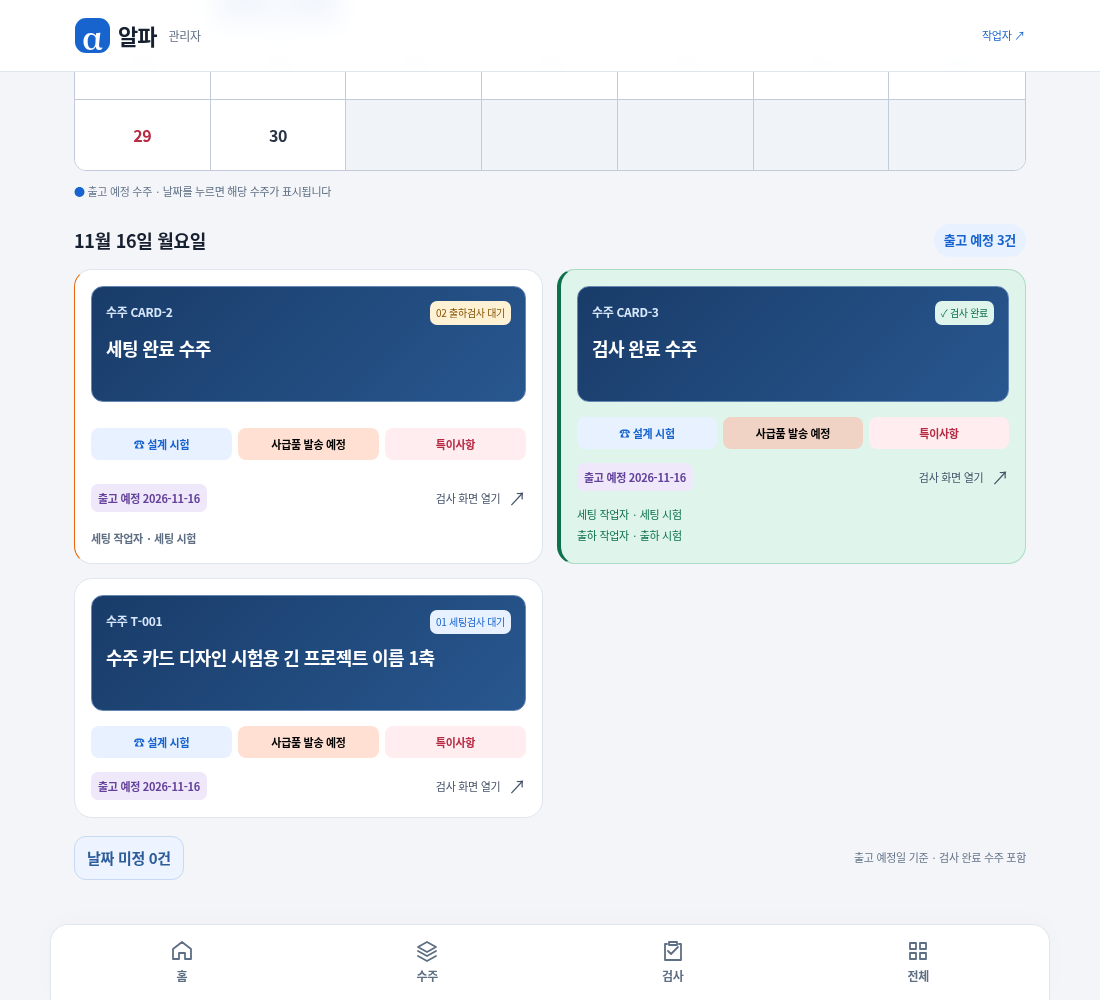 α 알파 관리자 작업자 ↗
29 30
● 출고 예정 수주 · 날짜를 누르면 해당 수주가 표시됩니다
11월 16일 월요일 출고 예정 3건
수주 CARD-2 02 출하검사 대기
세팅 완료 수주
☎ 설계 시험 사급품 발송 예정 특이사항
출고 예정 2026-11-16 검사 화면 열기 ↗
세팅 작업자 · 세팅 시험
수주 CARD-3 ✓ 검사 완료
검사 완료 수주
☎ 설계 시험 사급품 발송 예정 특이사항
출고 예정 2026-11-16 검사 화면 열기 ↗
세팅 작업자 · 세팅 시험
출하 작업자 · 출하 시험
수주 T-001 01 세팅검사 대기
수주 카드 디자인 시험용 긴 프로젝트 이름 1축
☎ 설계 시험 사급품 발송 예정 특이사항
출고 예정 2026-11-16 검사 화면 열기 ↗
날짜 미정 0건 출고 예정일 기준 · 검사 완료 수주 포함
홈 수주 검사 전체